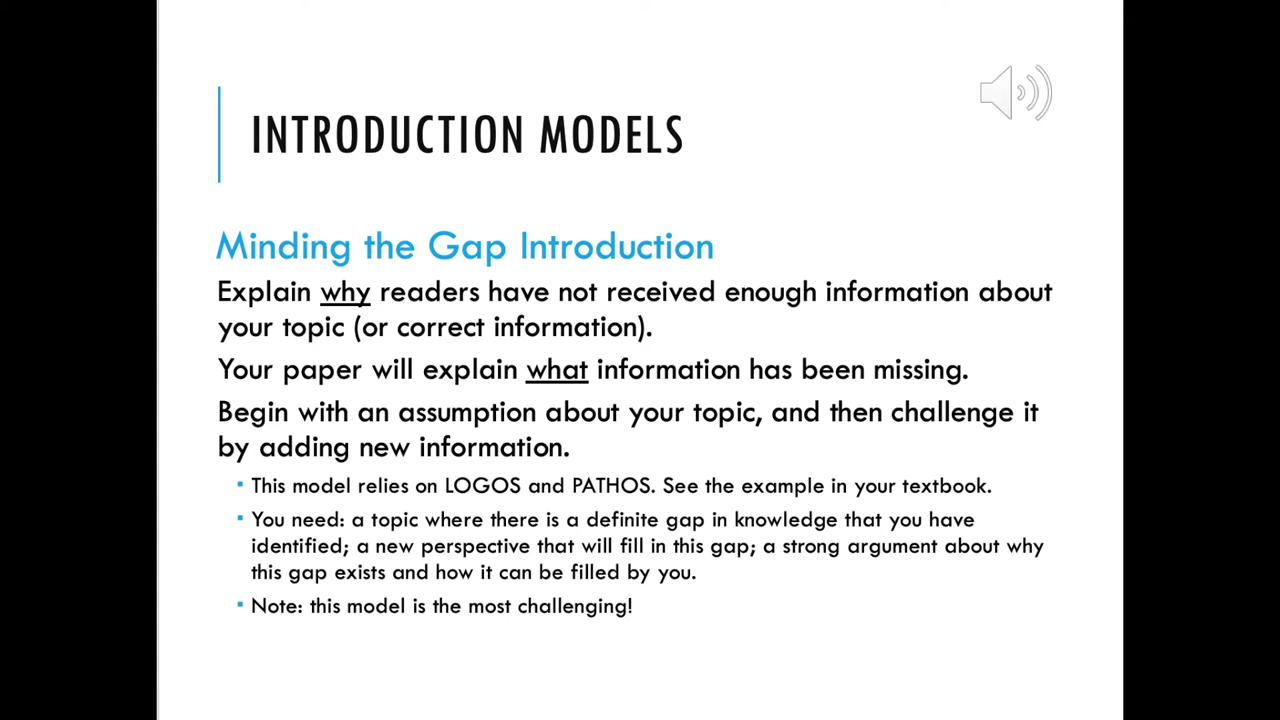 INTRODUCTION MODELS
Minding the Gap Introduction
Explain why readers have not received enough information about
your topic (or correct information).
Your paper will explain what information has been missing.
Begin with an assumption about your topic, and then challenge it
by adding new information.
▪ This model relies on LOGOS and PATHOS. See the example in your textbook.
▪ You need: a topic where there is a definite gap in knowledge that you have
identified; a new perspective that will fill in this gap; a strong argument about why
this gap exists and how it can be filled by you.
▪ Note: this model is the most challenging!